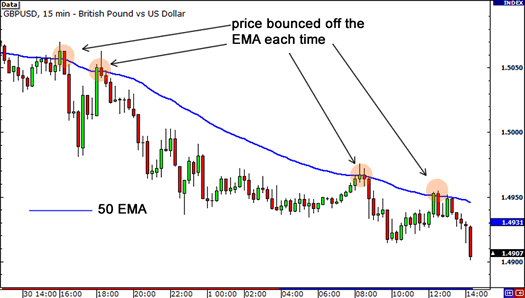 Data
INDEX
GBPUSD, 15 min - British Pound vs US Dollar
price bounced off the
EMA each time
1.5050
1.5000
1.4950
1.4931
1.4907
1.4900
50 EMA
30 14:00 16:00 18:00 20:00 22:00 1 00:00 02:00 04:00 06:00 08:00 10:00 12:00 14:00